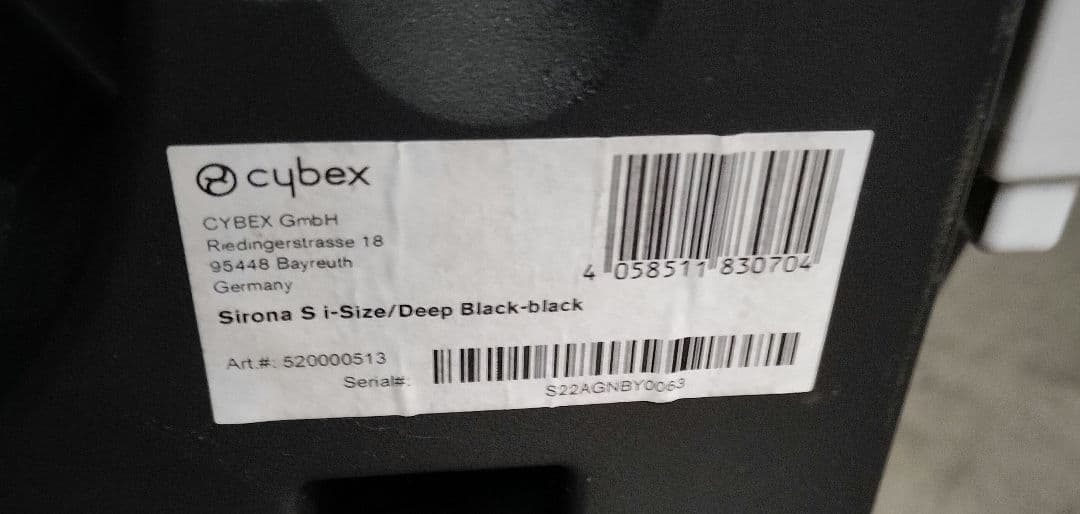 cybex
CYBEX GmbH
Riedingerstrasse 18
95448 Bayreuth
Germany
4 058511 830704
Sirona S i-Size/Deep Black-black
Art.#: 520000513
Serial#:
S22AGNBY0063